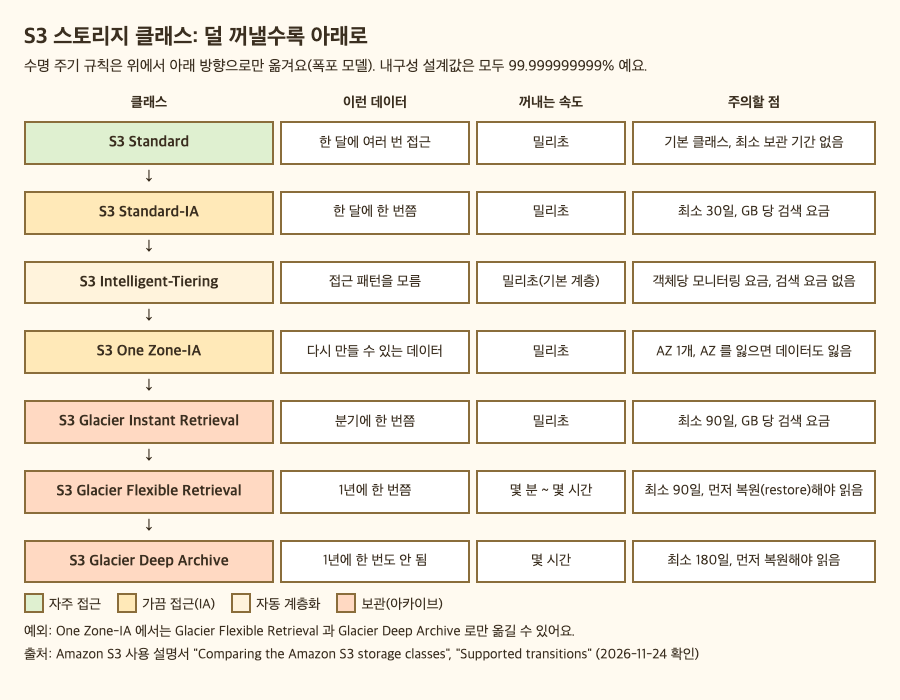 S3 스토리지 클래스: 덜 꺼낼수록 아래로
수명 주기 규칙은 위에서 아래 방향으로만 옮겨요(폭포 모델). 내구성 설계값은 모두 99.999999999% 예요.
클래스 이런 데이터 꺼내는 속도 주의할 점
S3 Standard 한 달에 여러 번 접근 밀리초 기본 클래스, 최소 보관 기간 없음
↓
S3 Standard-IA 한 달에 한 번쯤 밀리초 최소 30일, GB 당 검색 요금
↓
S3 Intelligent-Tiering 접근 패턴을 모름 밀리초(기본 계층) 객체당 모니터링 요금, 검색 요금 없음
↓
S3 One Zone-IA 다시 만들 수 있는 데이터 밀리초 AZ 1개, AZ 를 잃으면 데이터도 잃음
↓
S3 Glacier Instant Retrieval 분기에 한 번쯤 밀리초 최소 90일, GB 당 검색 요금
↓
S3 Glacier Flexible Retrieval 1년에 한 번쯤 몇 분 ~ 몇 시간 최소 90일, 먼저 복원(restore)해야 읽음
↓
S3 Glacier Deep Archive 1년에 한 번도 안 됨 몇 시간 최소 180일, 먼저 복원해야 읽음
자주 접근 가끔 접근(IA) 자동 계층화 보관(아카이브)
예외: One Zone-IA 에서는 Glacier Flexible Retrieval 과 Glacier Deep Archive 로만 옮길 수 있어요.
출처: Amazon S3 사용 설명서 "Comparing the Amazon S3 storage classes", "Supported transitions" (2026-11-24 확인)